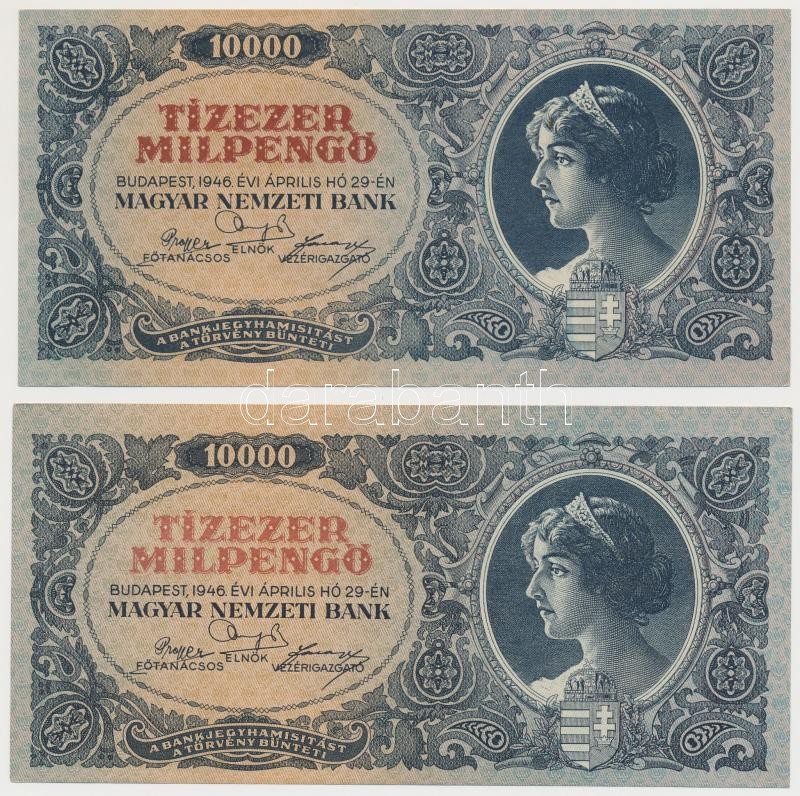 10000
TÍZEZER
MILPENGŐ
BUDAPEST, 1946. ÉVI ÁPRILIS HÓ 29-ÉN
MAGYAR NEMZETI BANK
ELNÖK
FŐTANÁCSOS VEZÉRIGAZGATÓ
A BANKJEGYHAMISITÁST
A TÖRVÉNY BÜNTETI
darabanth
10000
TÍZEZER
MILPENGŐ
BUDAPEST, 1946. ÉVI ÁPRILIS HÓ 29-ÉN
MAGYAR NEMZETI BANK
ELNÖK
FŐTANÁCSOS VEZÉRIGAZGATÓ
A BANKJEGYHAMISITÁST
A TÖRVÉNY BÜNTETI